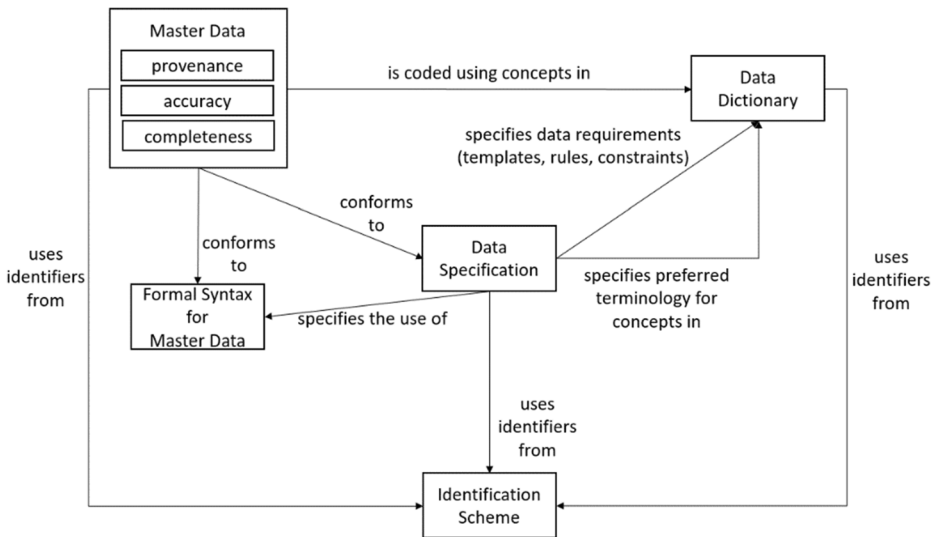 Master Data
provenance
accuracy
completeness
is coded using concepts in
Data
Dictionary
specifies data requirements
(templates, rules, constraints)
conforms
to
uses
identifiers
from
conforms
to
Data
Specification
specifies preferred
terminology for
concepts in
uses
identifiers
from
Formal Syntax
for
Master Data
specifies the use of
uses
identifiers
from
Identification
Scheme